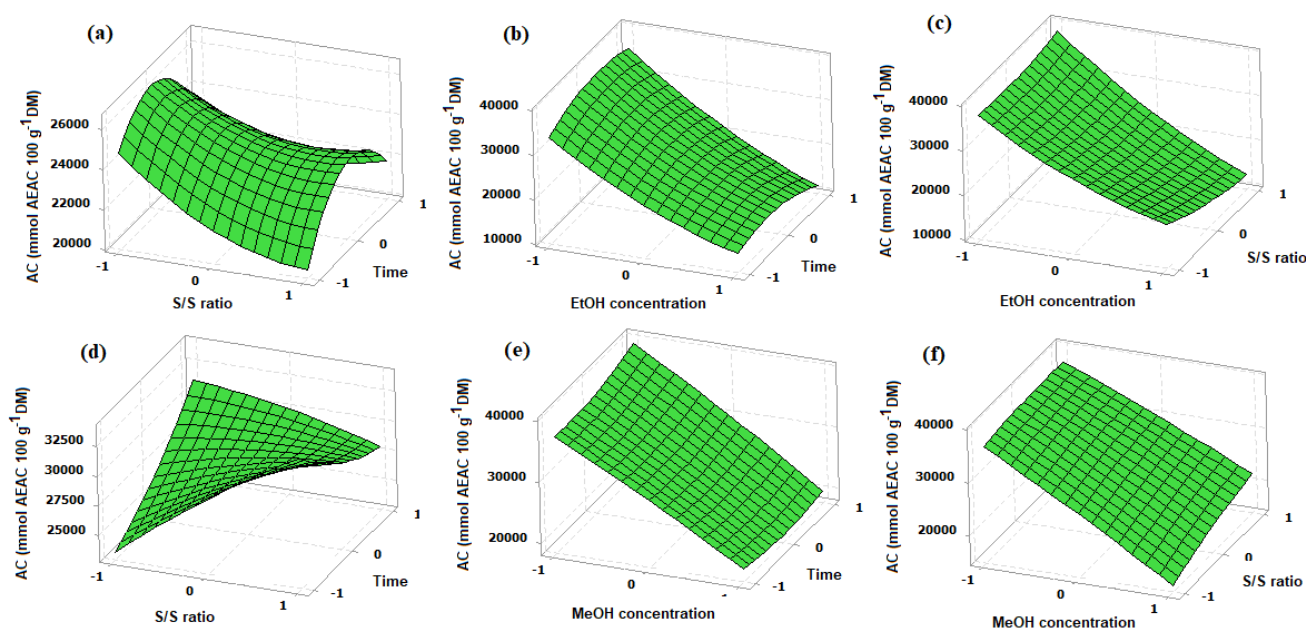 (a)
AC (mmol AEAC 100 g-1DM)
26000
24000
22000
20000
-1
0
1
S/S ratio
-1
0
1
Time
(b)
AC (mmol AEAC 100 g-1DM)
40000
30000
20000
10000
-1
0
1
EtOH concentration
-1
0
1
Time
(c)
AC (mmol AEAC 100 g-1DM)
40000
30000
20000
10000
-1
0
1
EtOH concentration
-1
0
1
S/S ratio
(d)
AC (mmol AEAC 100 g-1DM)
32500
30000
27500
25000
-1
0
1
S/S ratio
-1
0
1
Time
(e)
AC (mmol AEAC 100 g-1DM)
40000
30000
20000
-1
0
1
MeOH concentration
-1
0
1
Time
(f)
AC (mmol AEAC 100 g-1DM)
40000
30000
20000
-1
0
1
MeOH concentration
-1
0
1
S/S ratio